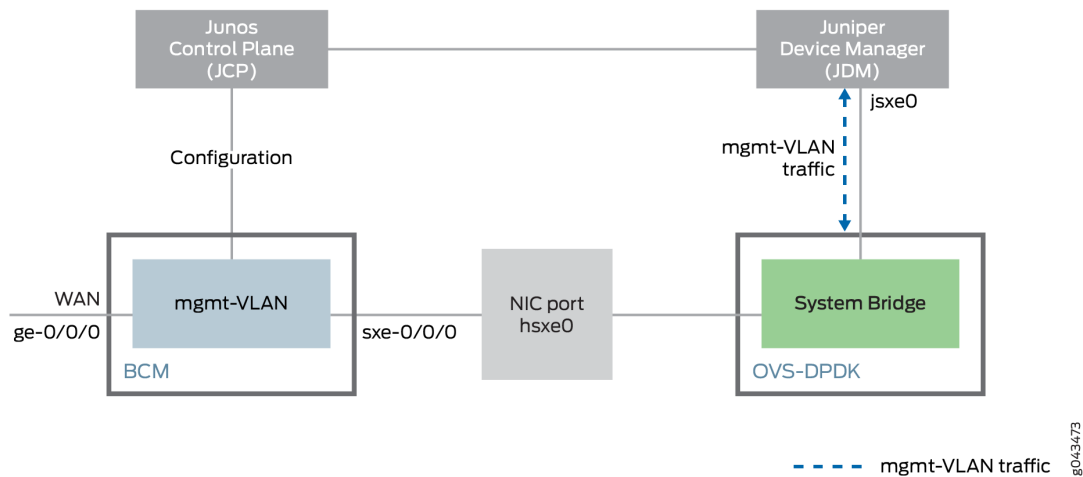 Junos
Control Plane
(JCP)
Juniper
Device Manager
(JDM)
jsxe0
mgmt-VLAN
traffic
Configuration
WAN
ge-0/0/0
mgmt-VLAN
BCM
sxe-0/0/0
NIC port
hsxe0
System Bridge
OVS-DPDK
mgmt-VLAN traffic
g043473